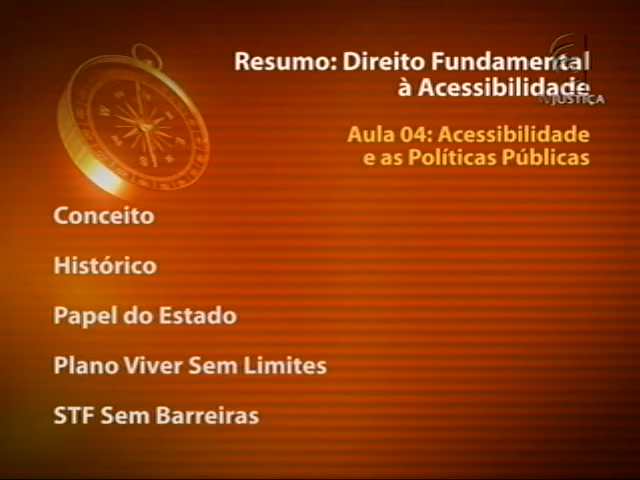 Resumo: Direito Fundamental
à Acessibilidade
TV JUSTIÇA
Aula 04: Acessibilidade
e as Políticas Públicas
Conceito
Histórico
Papel do Estado
Plano Viver Sem Limites
STF Sem Barreiras